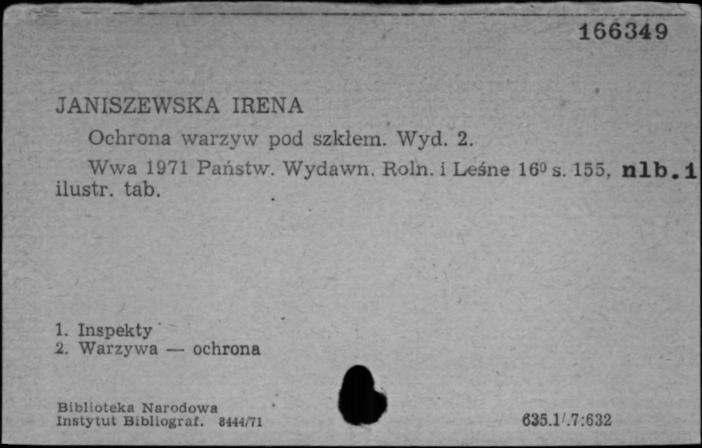 166349
JANISZEWSKA IRENA
Ochrona warzyw pod szkłem. Wyd. 2.
Wwa 1971 Państw. Wydawn. Roln. i Leśne 16⁰ s. 155, nlb.1
ilustr. tab.
1. Inspekty
2. Warzywa — ochrona
Biblioteka Narodowa
Instytut Bibliograf. 8444/71
635.1/.7:632